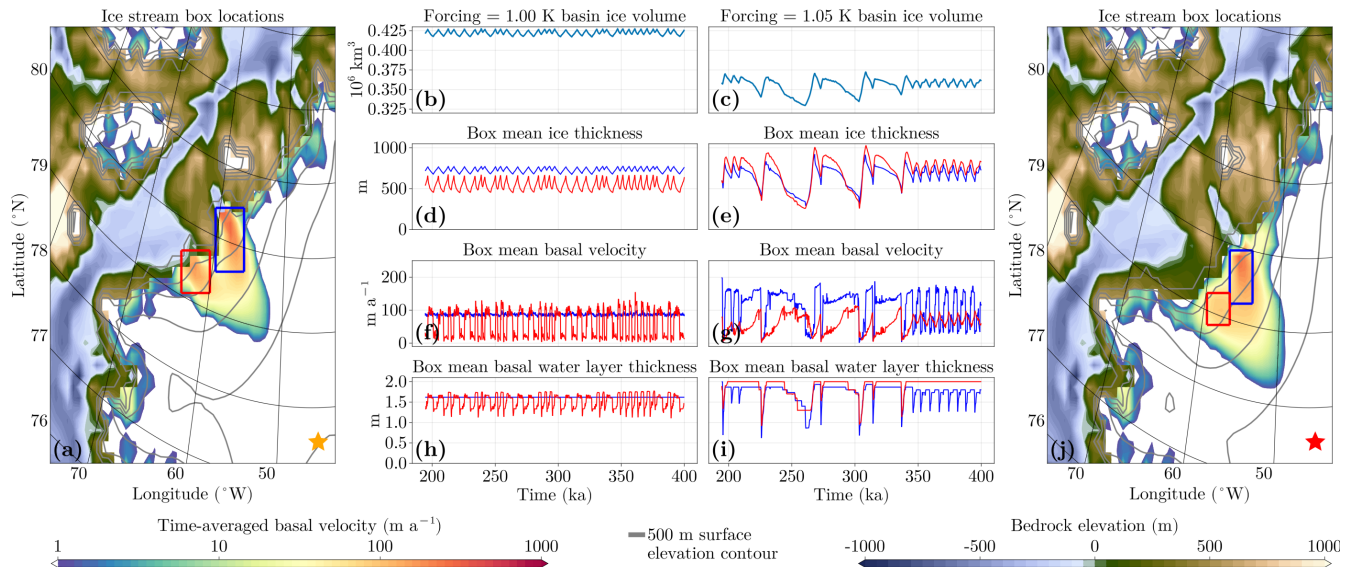 Ice stream box locations
80
79
78
77
76
Latitude (°N)
(a)
70
60
50
Longitude (°W)
Forcing = 1.00 K basin ice volume
0.425
0.375
0.350
0.325
10⁶ km³
(b)
Forcing = 1.05 K basin ice volume
(c)
Box mean ice thickness
1000
500
0
m
(d)
Box mean ice thickness
(e)
Box mean basal velocity
200
100
0
m a⁻¹
(f)
Box mean basal velocity
(g)
Box mean basal water layer thickness
2.0
1.5
1.0
0.5
0.0
m
(h)
200
250
300
350
400
Time (ka)
Box mean basal water layer thickness
(i)
200
250
300
350
400
Time (ka)
Ice stream box locations
80
79
78
77
76
Latitude (°N)
(j)
70
60
50
Longitude (°W)
Time-averaged basal velocity (m a⁻¹)
1
10
100
1000
500 m surface
elevation contour
Bedrock elevation (m)
-1000
-500
0
500
1000